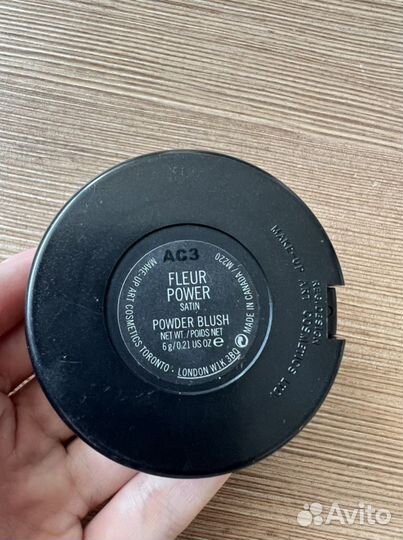 AC3
FLEUR
POWER
SATIN
POWDER BLUSH
NET WT / POIDS NET
6 g / 0.21 US OZ ℮
MAKE-UP ART COSMETICS TORONTO · LONDON W1K 3BQ
MADE IN CANADA / M220
MAKE-UP ART
COSMETICS
Avito